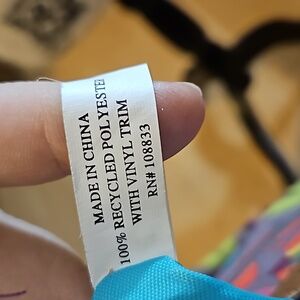 MADE IN CHINA
100% RECYCLED POLYESTER
WITH VINYL TRIM
RN# 108833